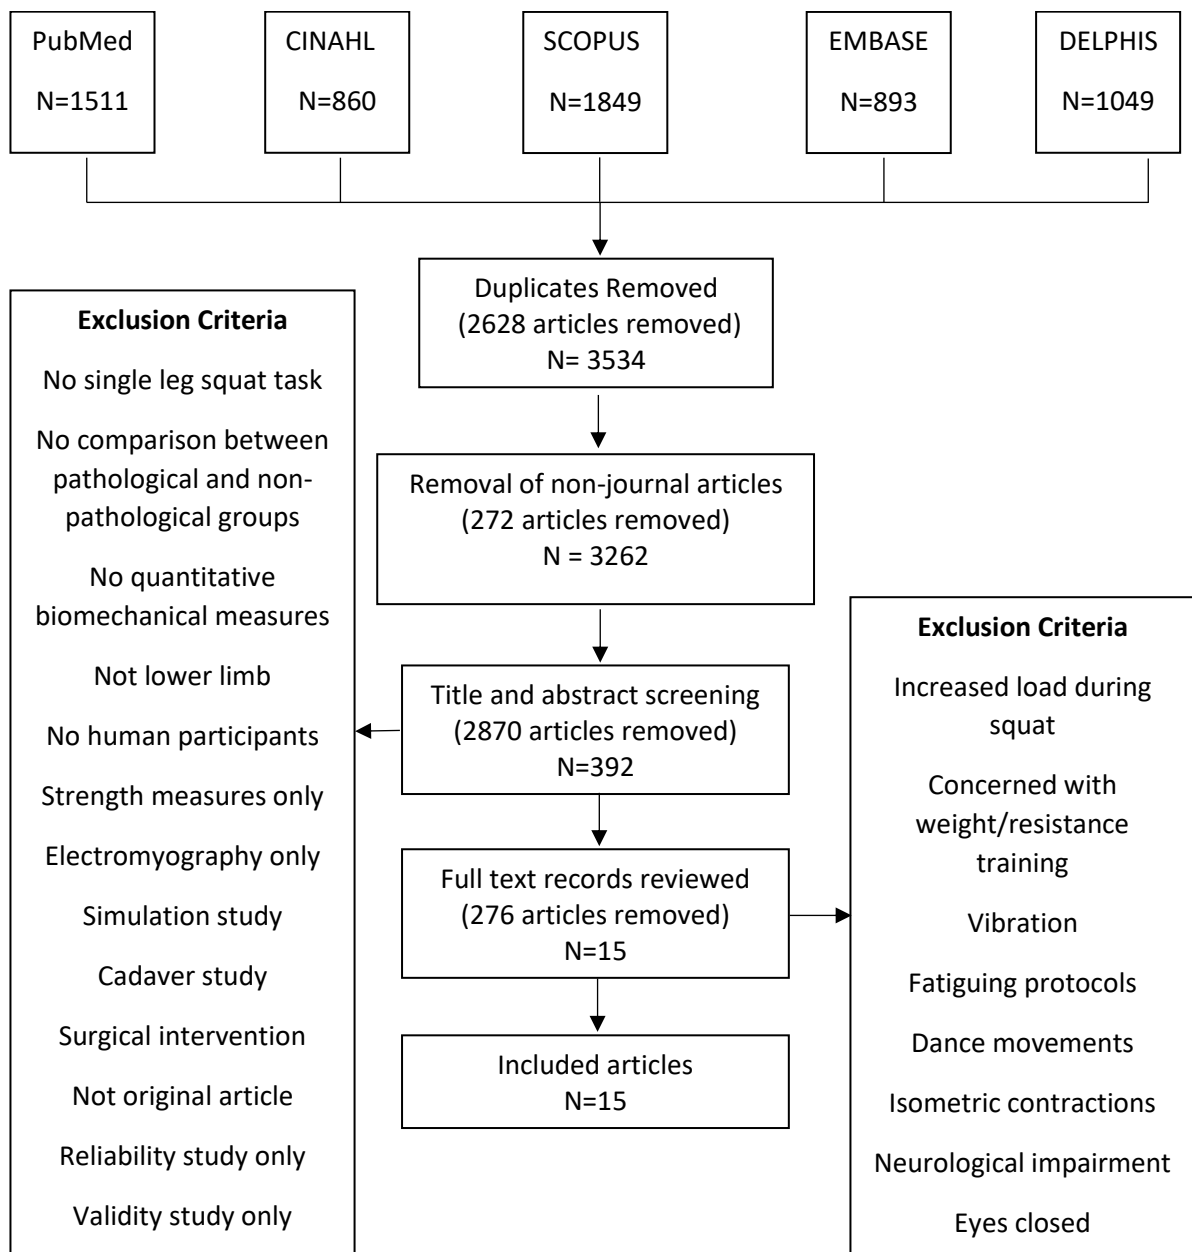 PubMed
N=1511
CINAHL
N=860
SCOPUS
N=1849
EMBASE
N=893
DELPHIS
N=1049
Duplicates Removed
(2628 articles removed)
N= 3534
Removal of non-journal articles
(272 articles removed)
N = 3262
Title and abstract screening
(2870 articles removed)
N=392
Exclusion Criteria
No single leg squat task
No comparison between
pathological and non-
pathological groups
No quantitative
biomechanical measures
Not lower limb
No human participants
Strength measures only
Electromyography only
Simulation study
Cadaver study
Surgical intervention
Not original article
Reliability study only
Validity study only
Full text records reviewed
(276 articles removed)
N=15
Exclusion Criteria
Increased load during
squat
Concerned with
weight/resistance
training
Vibration
Fatiguing protocols
Dance movements
Isometric contractions
Neurological impairment
Eyes closed
Included articles
N=15